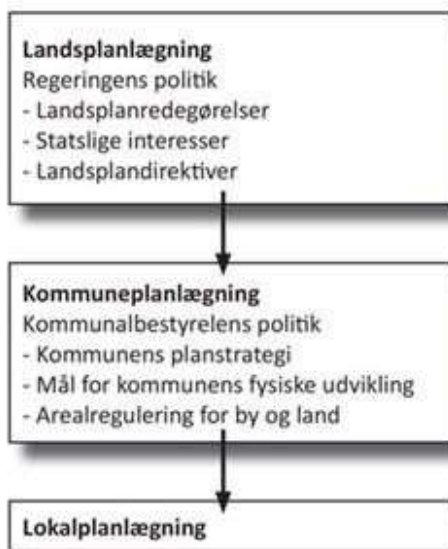 Landsplanlægning
Regeringens politik
- Landsplanredegørelser
- Statslige interesser
- Landsplandirektiver
Kommuneplanlægning
Kommunalbestyrelens politik
- Kommunens planstrategi
- Mål for kommunens fysiske udvikling
- Arealregulering for by og land
Lokalplanlægning